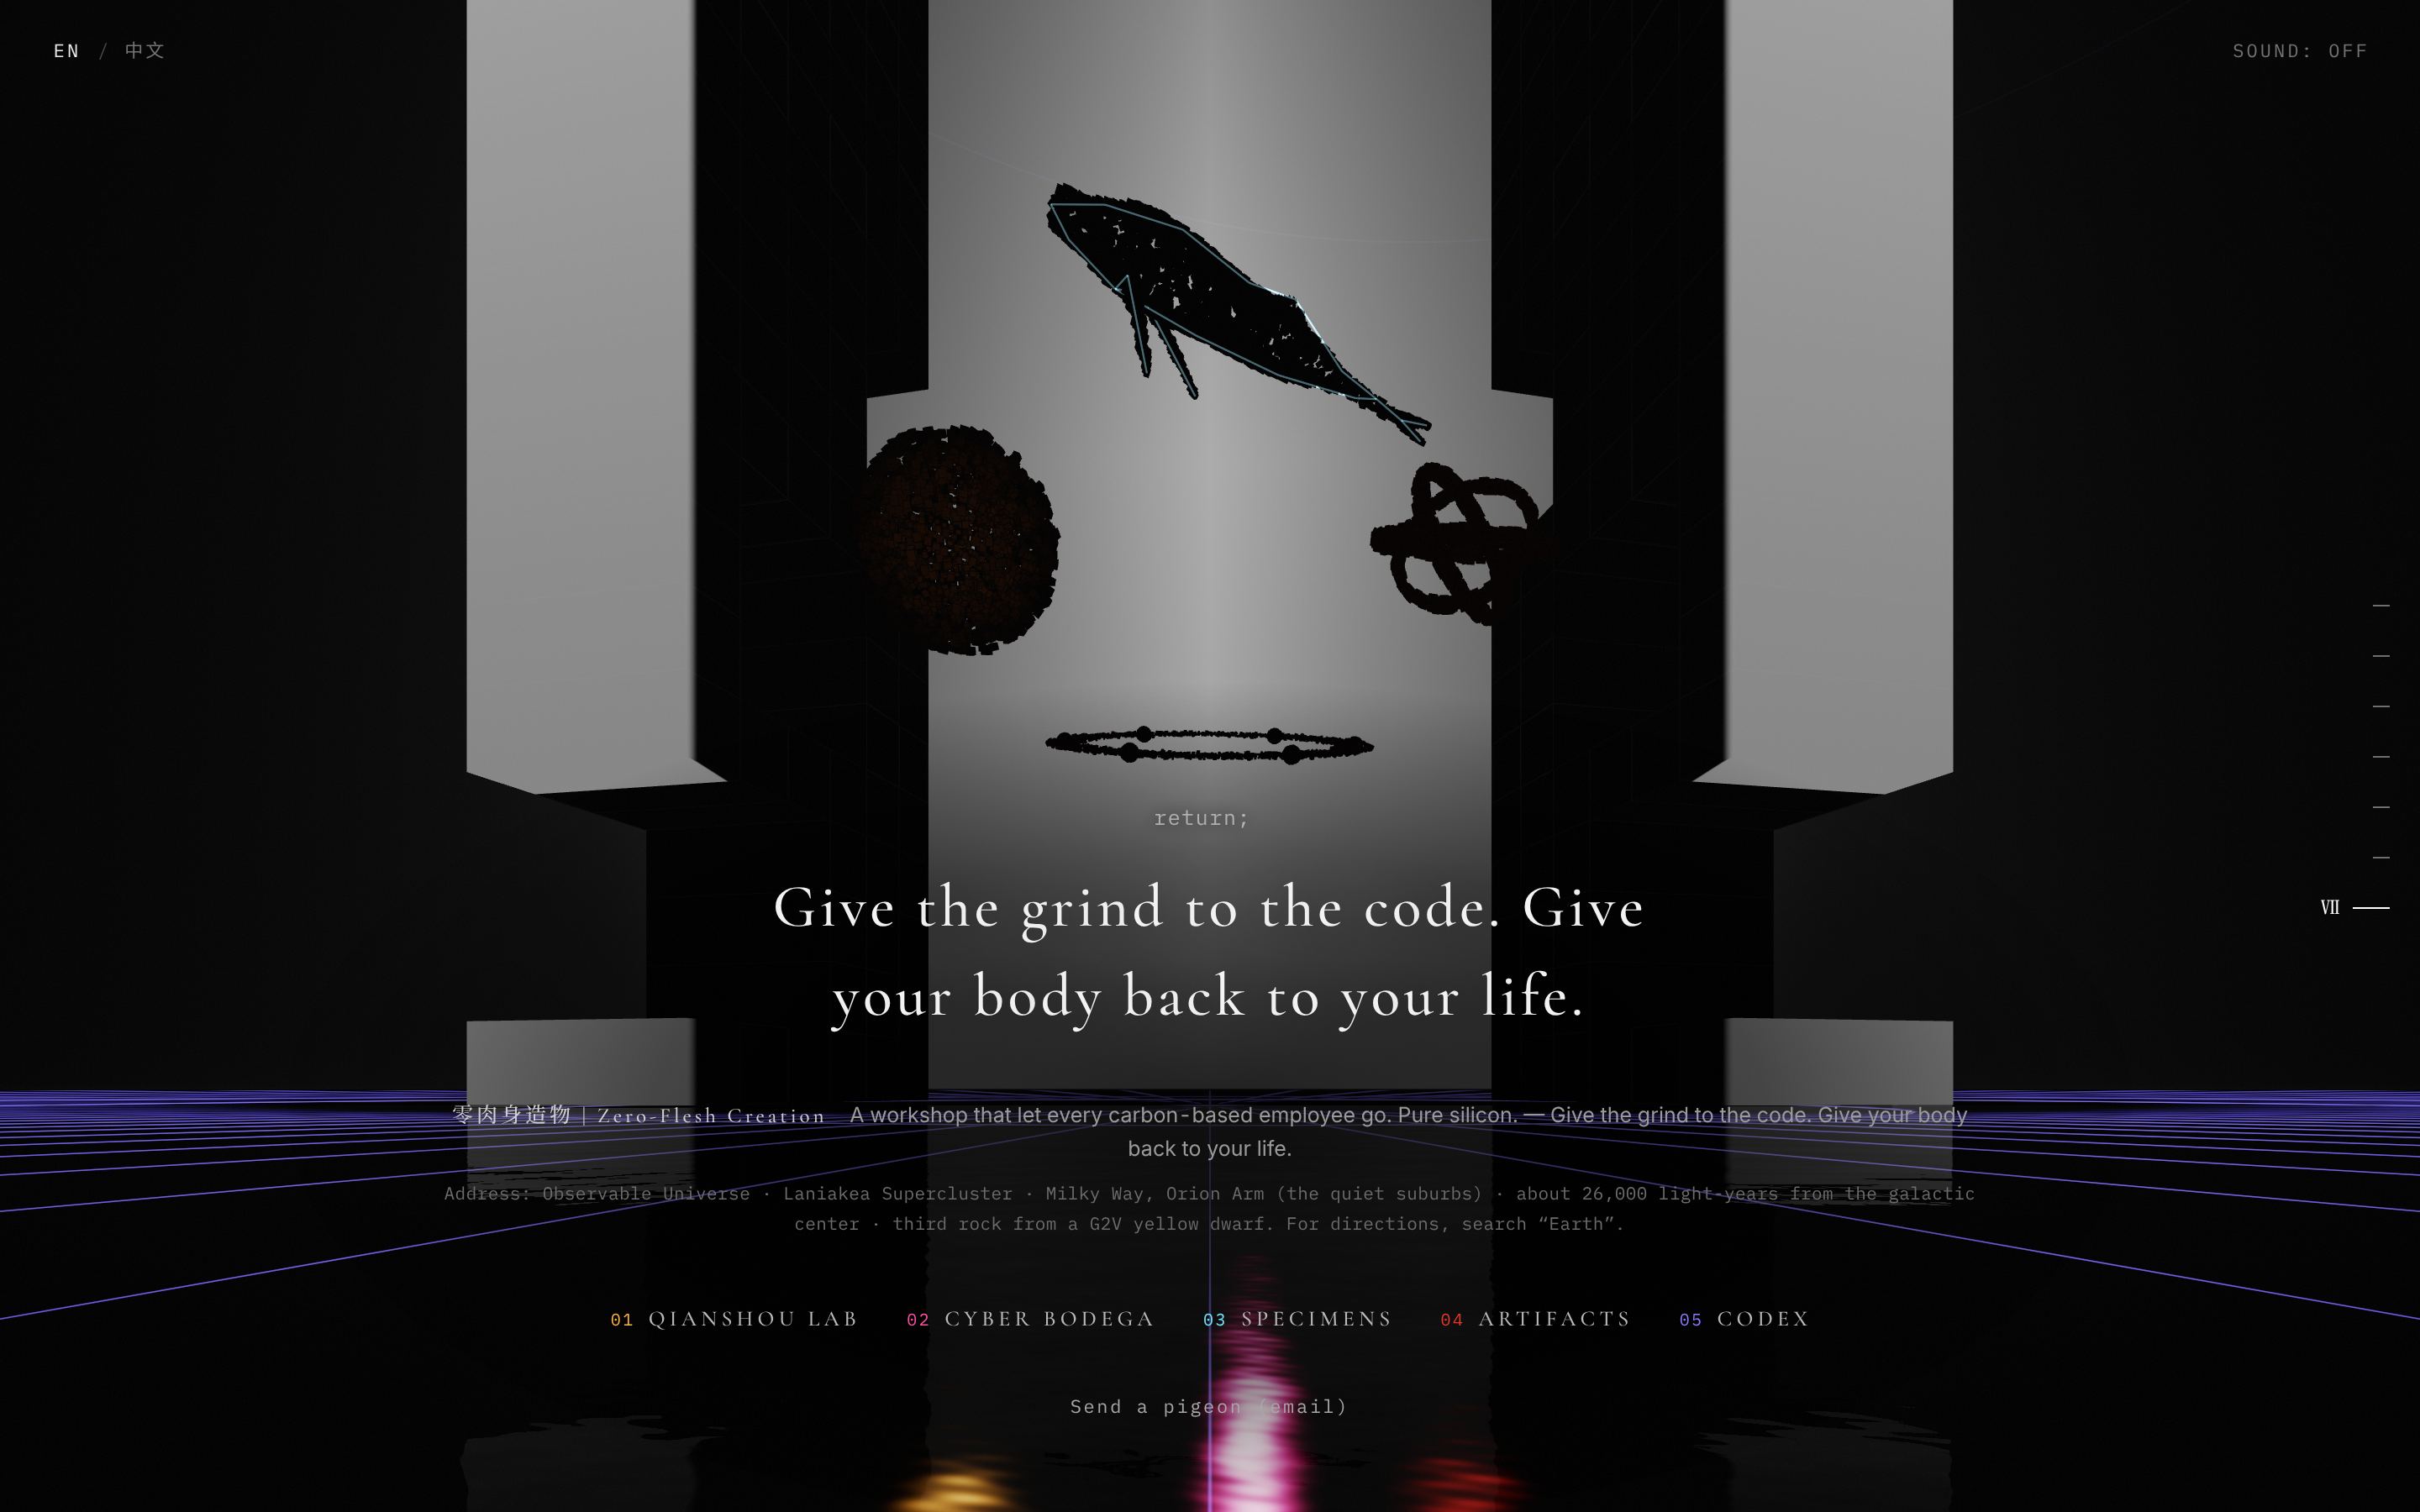 EN / 中文
SOUND: OFF
return;
Give the grind to the code. Give
your body back to your life.
VII
零肉身造物 | Zero-Flesh Creation A workshop that let every carbon-based employee go. Pure silicon. — Give the grind to the code. Give your body
back to your life.
Address: Observable Universe · Laniakea Supercluster · Milky Way, Orion Arm (the quiet suburbs) · about 26,000 light-years from the galactic
center · third rock from a G2V yellow dwarf. For directions, search “Earth”.
01 QIANSHOU LAB 02 CYBER BODEGA 03 SPECIMENS 04 ARTIFACTS 05 CODEX
Send a pigeon (email)